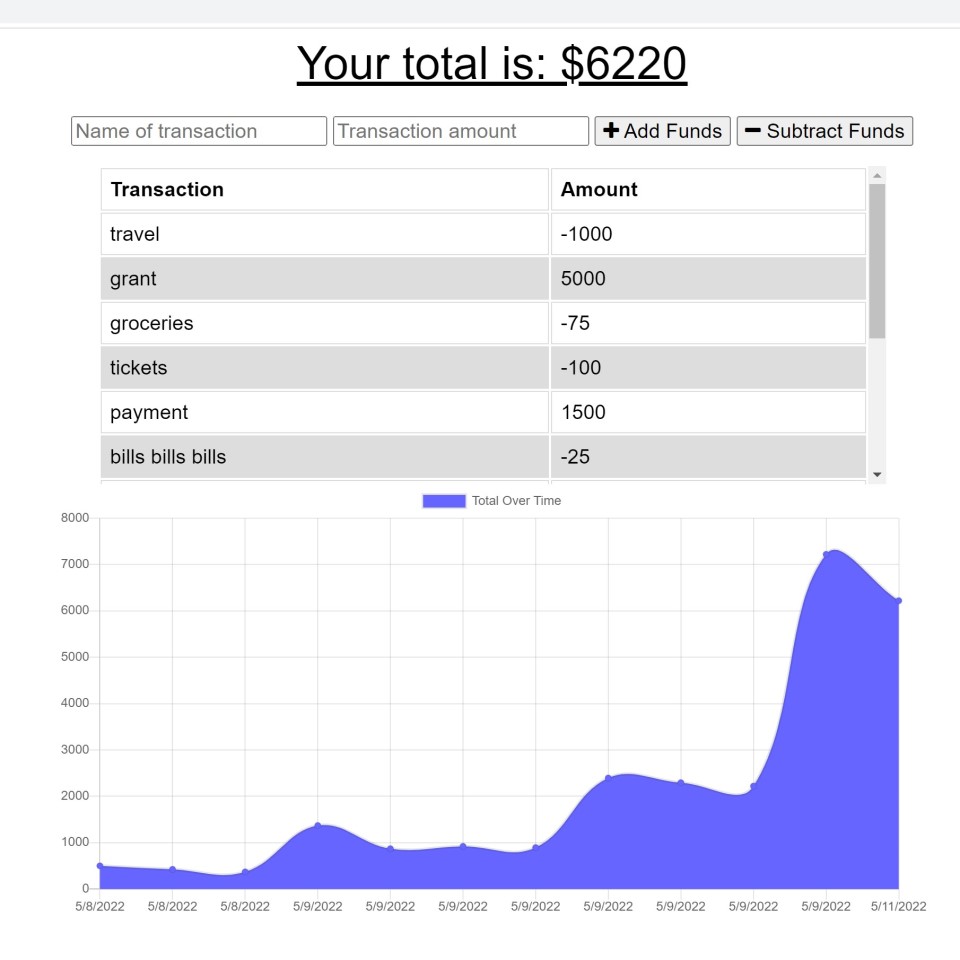 Your total is: $6220
Name of transaction Transaction amount + Add Funds − Subtract Funds
Transaction Amount
travel -1000
grant 5000
groceries -75
tickets -100
payment 1500
bills bills bills -25
Total Over Time
8000
7000
6000
5000
4000
3000
2000
1000
0
5/8/2022 5/8/2022 5/8/2022 5/9/2022 5/9/2022 5/9/2022 5/9/2022 5/9/2022 5/9/2022 5/9/2022 5/9/2022 5/11/2022